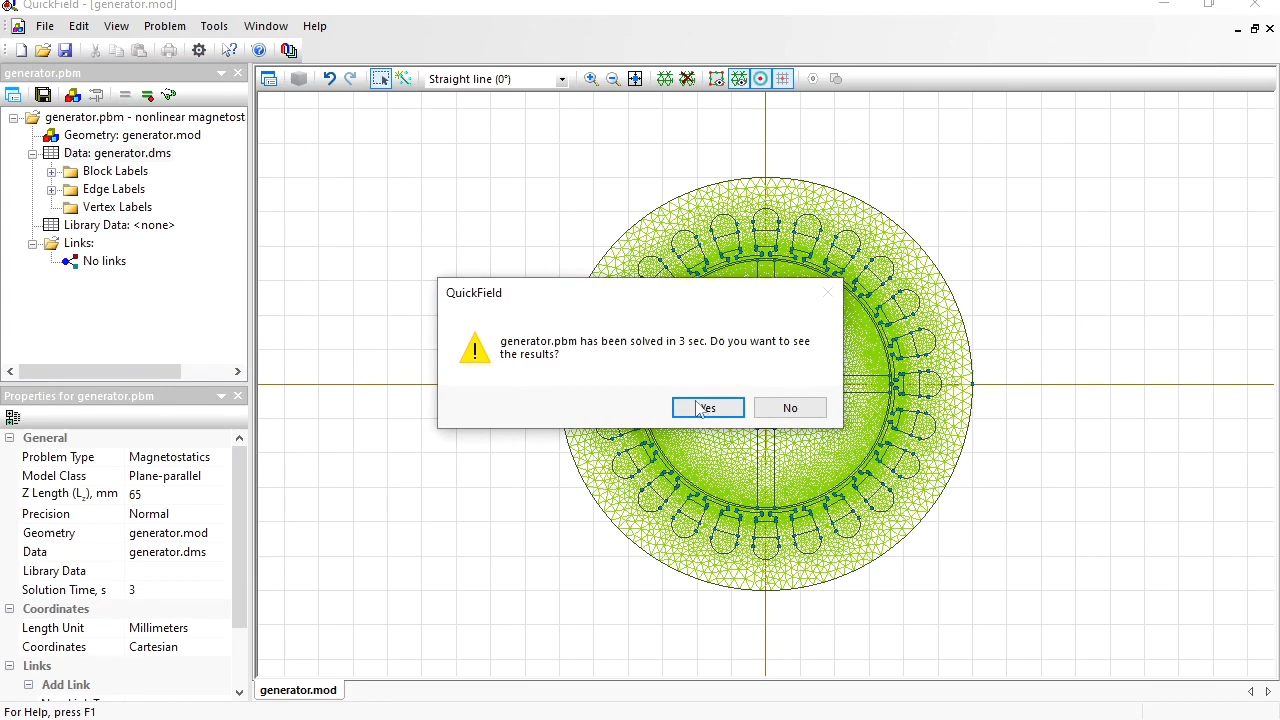 QuickField - [generator.mod]
File Edit View Problem Tools Window Help
generator.pbm
Straight line (0°)
generator.pbm - nonlinear magnetost
Geometry: generator.mod
Data: generator.dms
Block Labels
Edge Labels
Vertex Labels
Library Data: <none>
Links:
No links
QuickField
generator.pbm has been solved in 3 sec. Do you want to see
the results?
Yes No
Properties for generator.pbm
General
Problem Type Magnetostatics
Model Class Plane-parallel
Z Length (Lz), mm 65
Precision Normal
Geometry generator.mod
Data generator.dms
Library Data
Solution Time, s 3
Coordinates
Length Unit Millimeters
Coordinates Cartesian
Links
Add Link
generator.mod
For Help, press F1